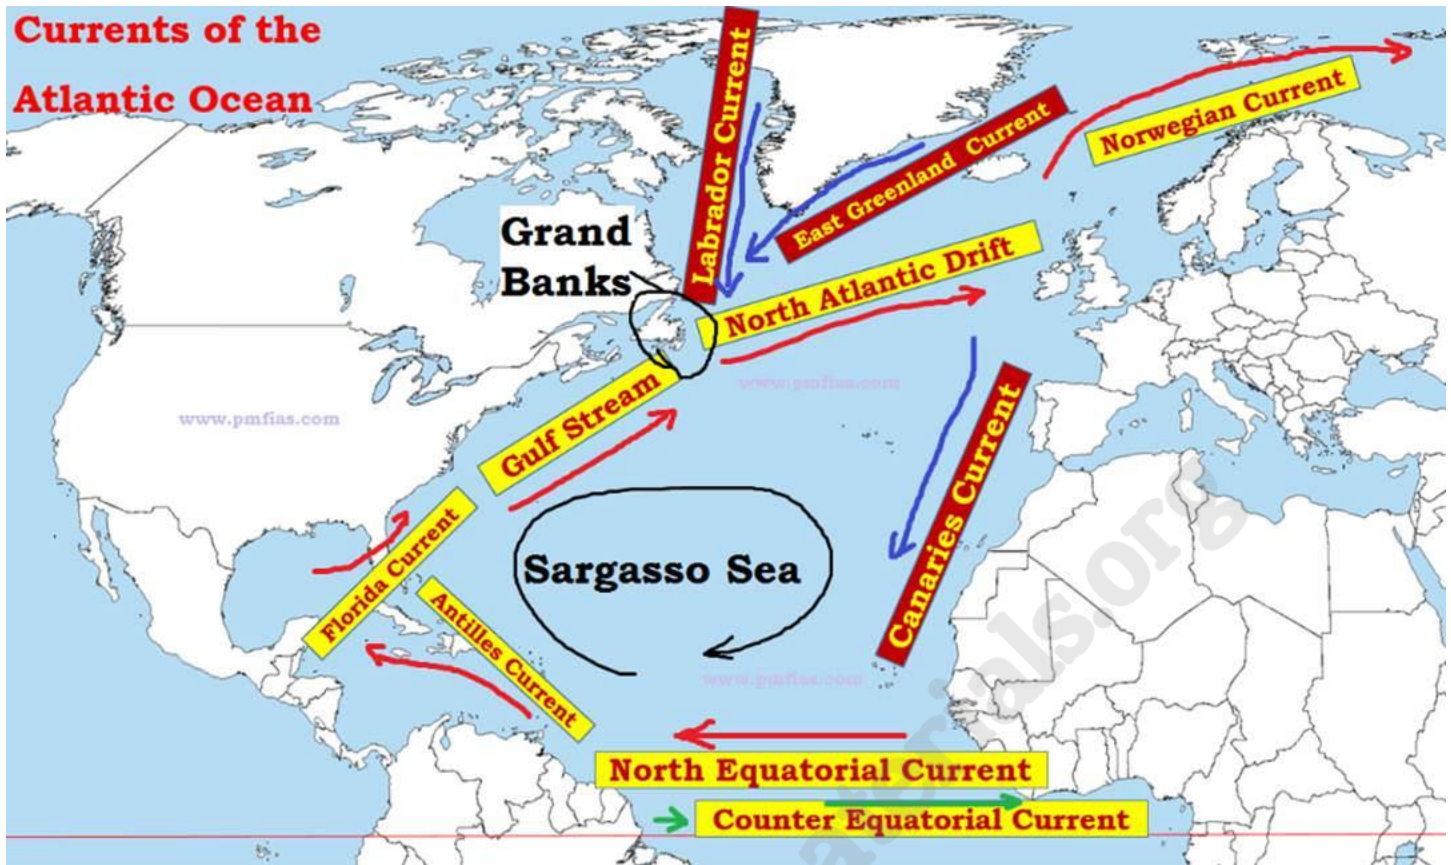 Currents of the
Atlantic Ocean
Labrador Current
East Greenland Current
Norwegian Current
Grand
Banks
North Atlantic Drift
www.pmfias.com
www.pmfias.com
Gulf Stream
Canaries Current
Florida Current
Sargasso Sea
Antilles Current
www.pmfias.com
North Equatorial Current
Counter Equatorial Current
aterials.org